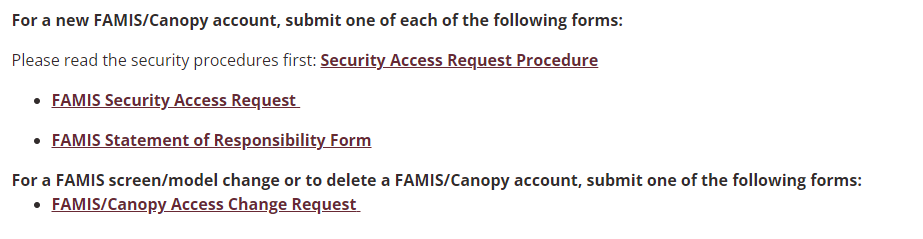 For a new FAMIS/Canopy account, submit one of each of the following forms:
Please read the security procedures first: Security Access Request Procedure
• FAMIS Security Access Request
• FAMIS Statement of Responsibility Form
For a FAMIS screen/model change or to delete a FAMIS/Canopy account, submit one of the following forms:
• FAMIS/Canopy Access Change Request